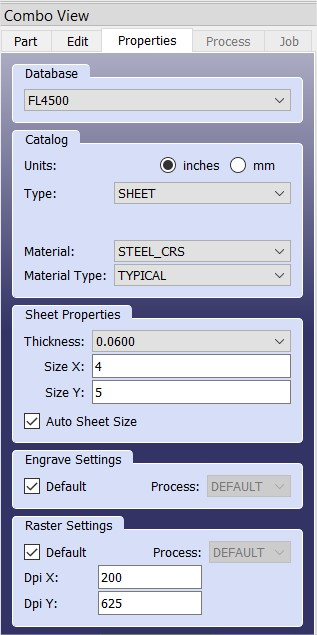 Combo View
Part Edit Properties Process Job
Database
FL4500
Catalog
Units: inches mm
Type: SHEET
Material: STEEL_CRS
Material Type: TYPICAL
Sheet Properties
Thickness: 0.0600
Size X: 4
Size Y: 5
Auto Sheet Size
Engrave Settings
Default Process: DEFAULT
Raster Settings
Default Process: DEFAULT
Dpi X: 200
Dpi Y: 625